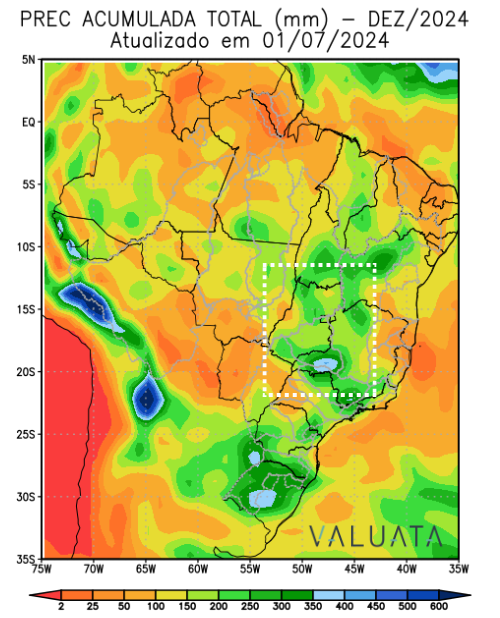 PREC ACUMULADA TOTAL (mm) – DEZ/2024
Atualizado em 01/07/2024
5N
EQ
5S
10S
15S
20S
25S
30S
35S
VALUATA
75W 70W 65W 60W 55W 50W 45W 40W 35W
2 25 50 100 150 200 250 300 350 400 450 500 600